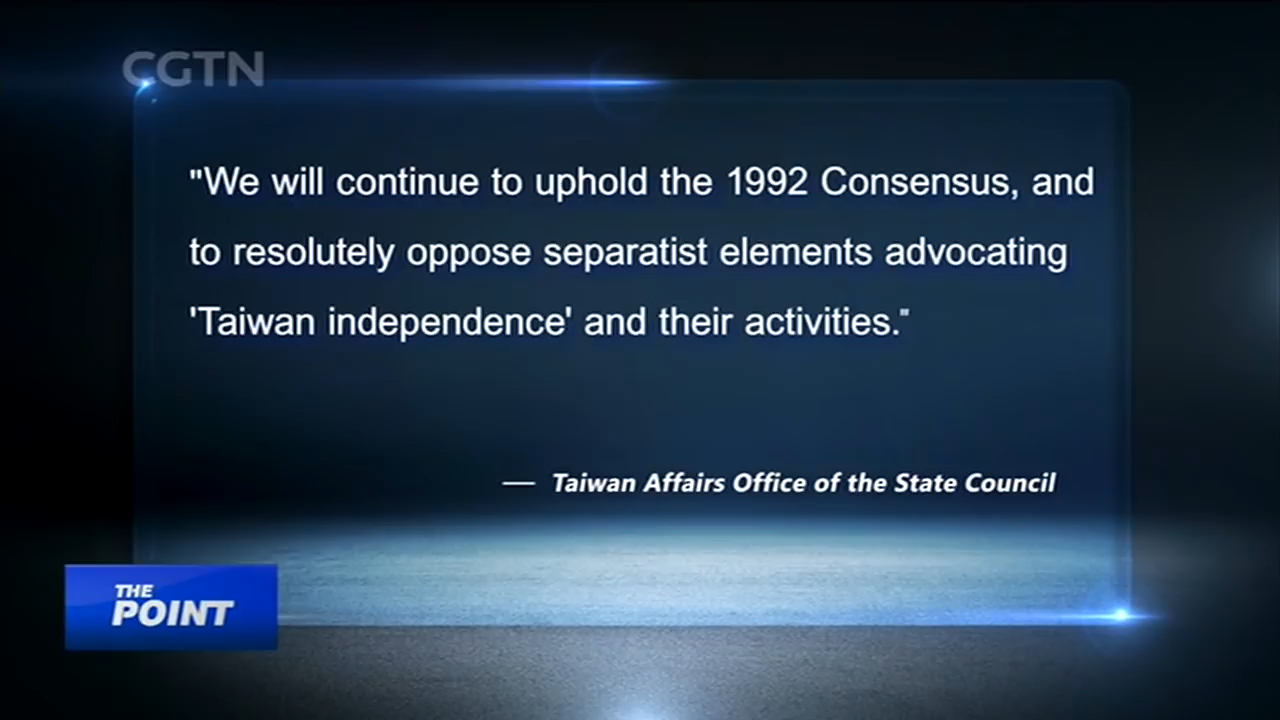 CGTN
"We will continue to uphold the 1992 Consensus, and
to resolutely oppose separatist elements advocating
'Taiwan independence' and their activities."
— Taiwan Affairs Office of the State Council
THE
POINT